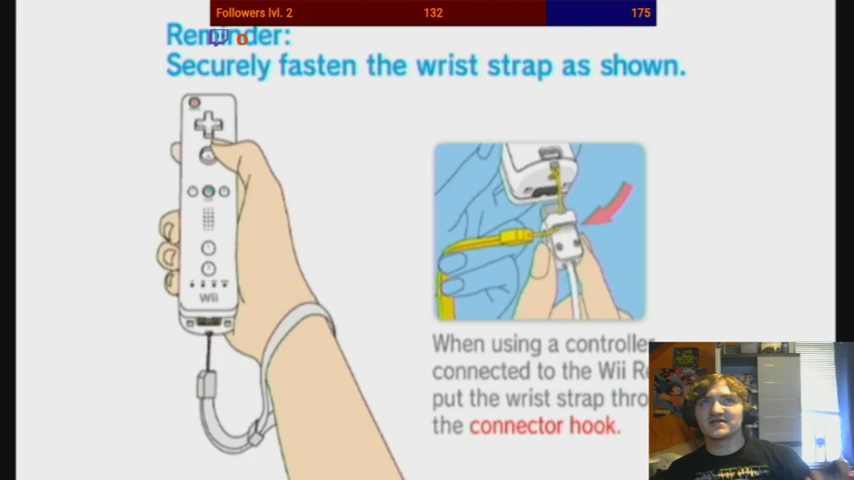 Followers lvl. 2 132 175
Reminder:
Securely fasten the wrist strap as shown.
Wii
When using a controller
connected to the Wii
put the wrist strap
the connector hook.